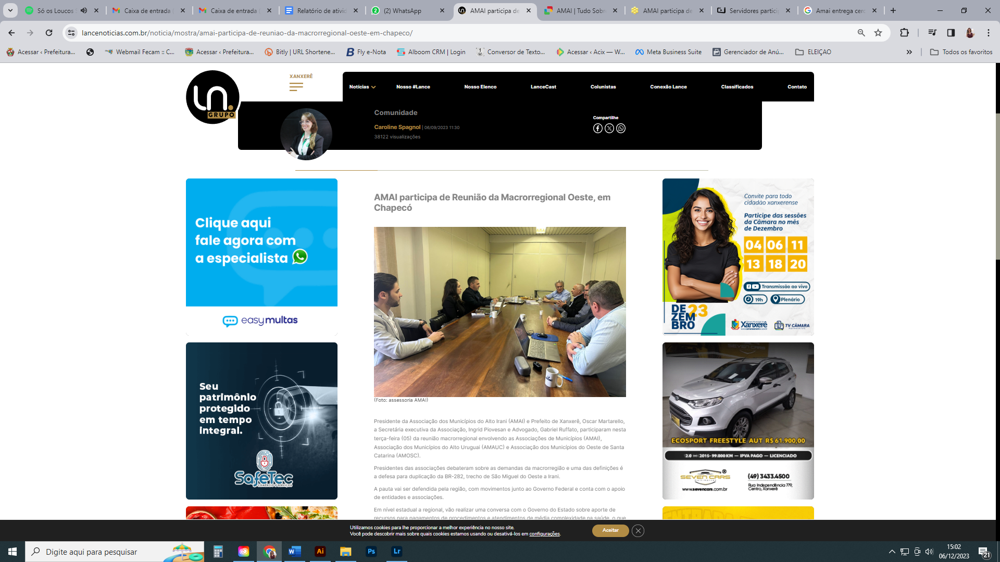 Só os Loucos
Caixa de entrada
Caixa de entrada
Relatório de ativid
(2) WhatsApp
AMAI participa de
AMAI | Tudo Sobr
AMAI participa de
Servidores particip
Amai entrega cerc
lancenoticias.com.br/noticia/mostra/amai-participa-de-reuniao-da-macrorregional-oeste-em-chapeco/
Acessar ‹ Prefeitura...
Webmail Fecam :: C...
Acessar ‹ Prefeitura...
Bitly | URL Shortene...
Fly e-Nota
Alboom CRM | Login
Conversor de Texto...
Acessar ‹ Acix — W...
Meta Business Suite
Gerenciador de Anú...
ELEIÇAO
Todos os favoritos
LN.
GRUPO
XANXERÊ
Notícias
Nosso #Lance
Nosso Elenco
LanceCast
Colunistas
Conexão Lance
Classificados
Contato
Comunidade
Caroline Spagnol | 06/09/2023 11:30
38122 visualizações
Compartilhe
Clique aqui
fale agora com
a especialista
easymultas
Seu
patrimônio
protegido
em tempo
integral.
SafeTec
COMÉRCIO E SERVIÇOS
AMAI participa de Reunião da Macrorregional Oeste, em
Chapecó
(Foto: assessoria AMAI)
Presidente da Associação dos Municípios do Alto Irani (AMAI) e Prefeito de Xanxerê, Oscar Martarello,
a Secretária executiva da Associação, Ingrid Piovesan e Advogado, Gabriel Ruffato, participaram nesta
terça-feira (05) da reunião macrorregional envolvendo as Associações de Municípios (AMAI),
Associação dos Municípios do Alto Uruguai (AMAUC) e Associação dos Municípios do Oeste de Santa
Catarina (AMOSC).
Presidentes das associações debateram sobre as demandas da macrorregião e uma das definições é
a defesa para duplicação da BR-282, trecho de São Miguel do Oeste a Irani.
A pauta vai ser defendida pela região, com movimentos junto ao Governo Federal e conta com o apoio
de entidades e associações.
Em nível estadual a regional, vão realizar uma conversa com o Governo do Estado sobre aporte de
recursos para pagamentos de procedimentos e atendimentos de média complexidade na saúde, o que
Convite para todo
cidadão xanxerense
Participe das sessões
da Câmara no mês
de Dezembro
04 06 11
13 18 20
Transmissão ao vivo
19h
Plenário
DE
ZEM
BRO
23
Xanxerê
TV CÂMARA
SEVEN CARS
ECOSPORT FREESTYLE AUT R$ 61.900,00
2.0 2015- 99.000 KM — IPVA PAGO — LICENCIADO
SEVEN CARS
www.sevencars.com.br
(49) 3433.4500
Rua Independência 779,
Centro, Xanxerê
ENTRADA
Utilizamos cookies para lhe proporcionar a melhor experiência no nosso site.
Você pode descobrir mais sobre quais cookies estamos usando ou desativá-los em configurações.
Aceitar
Digite aqui para pesquisar
W
Ai
Ps
Lr
15:02
06/12/2023
21